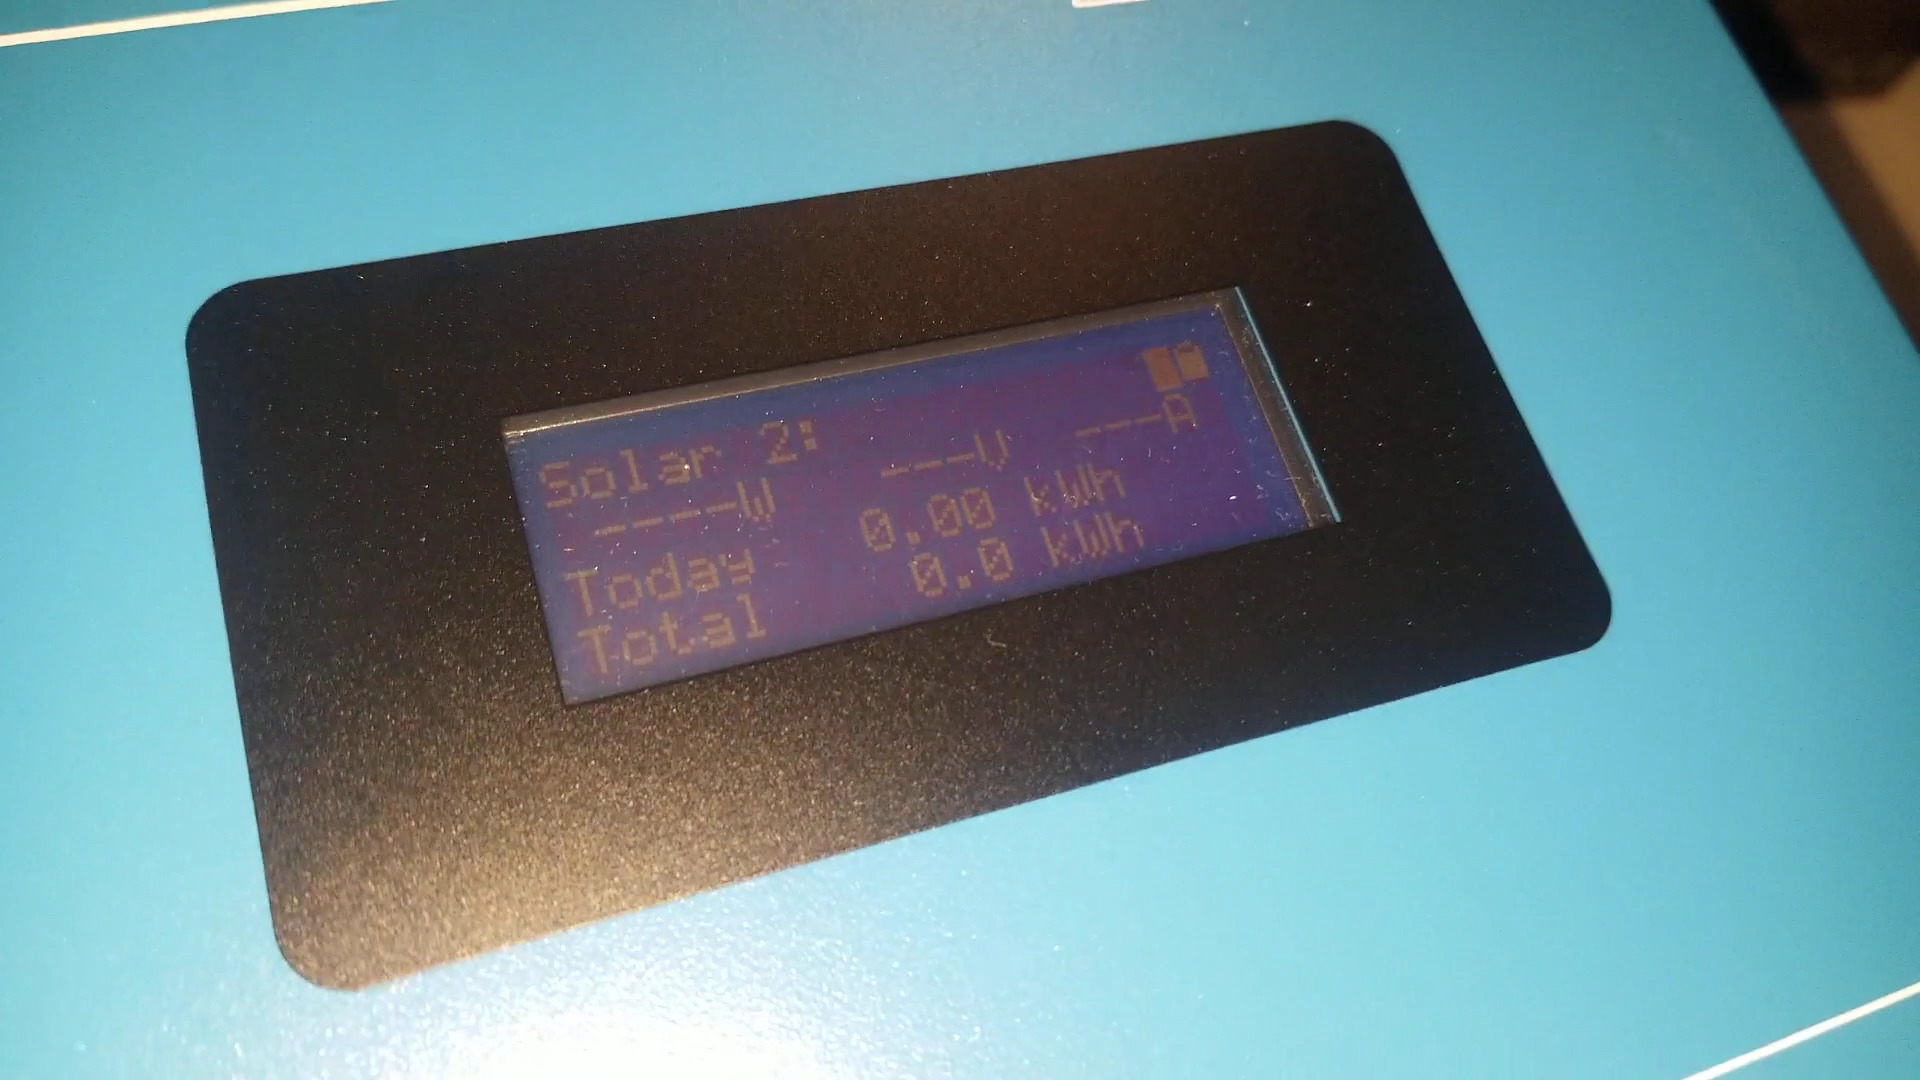 Solar 2:
----W ---V ---A
Today 0.00 kWh
Total 0.0 kWh